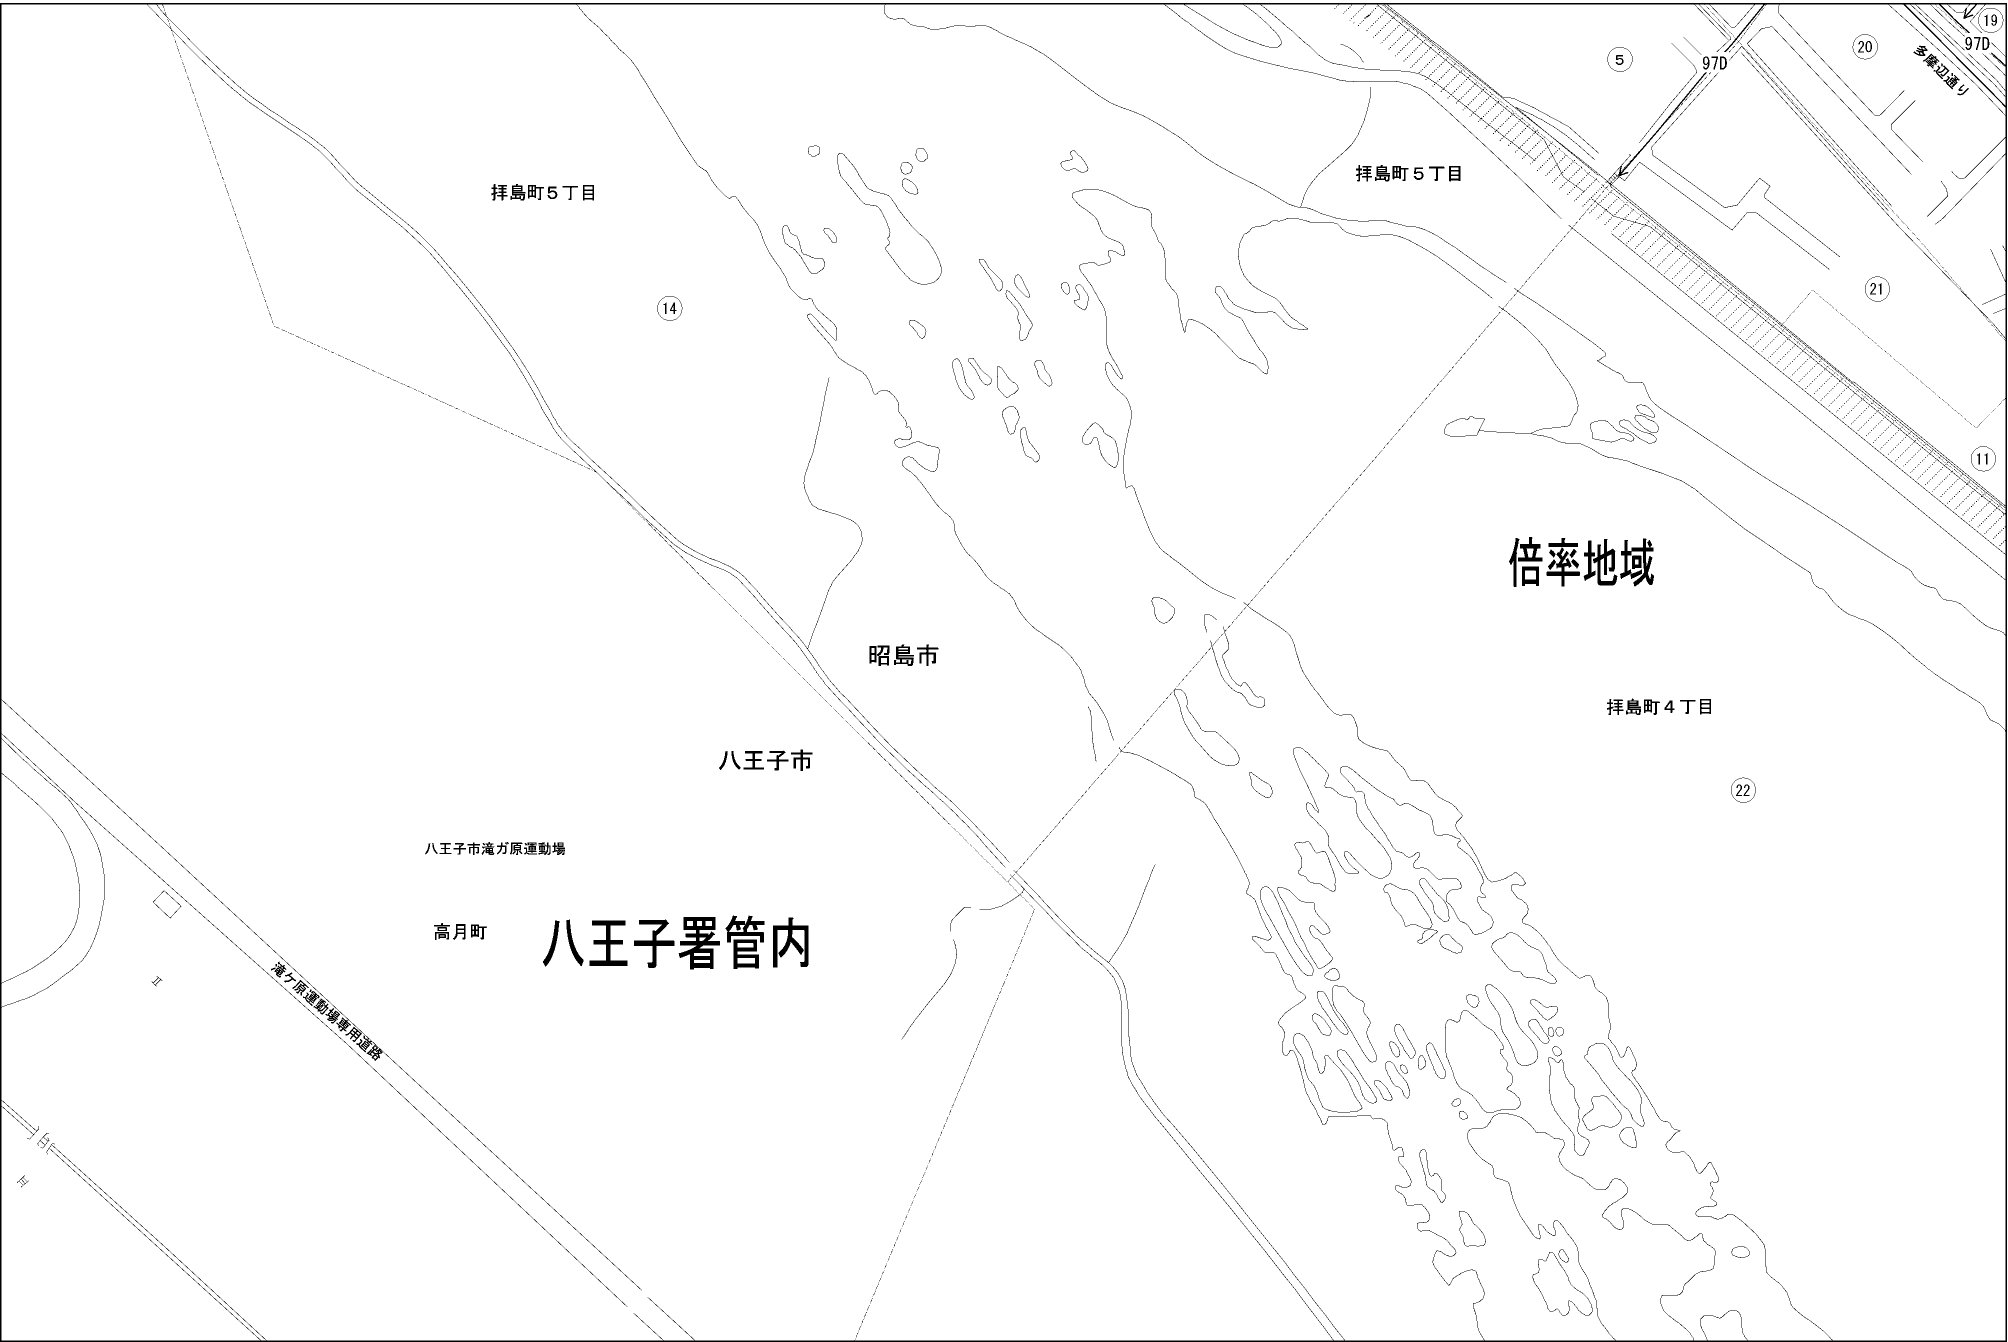 19
97D
20
多摩辺通り
5
97D
拝島町5丁目
拝島町5丁目
21
14
11
倍率地域
昭島市
拝島町4丁目
八王子市
22
八王子市滝ガ原運動場
高月町
八王子署管内
滝ケ原運動場専用道路